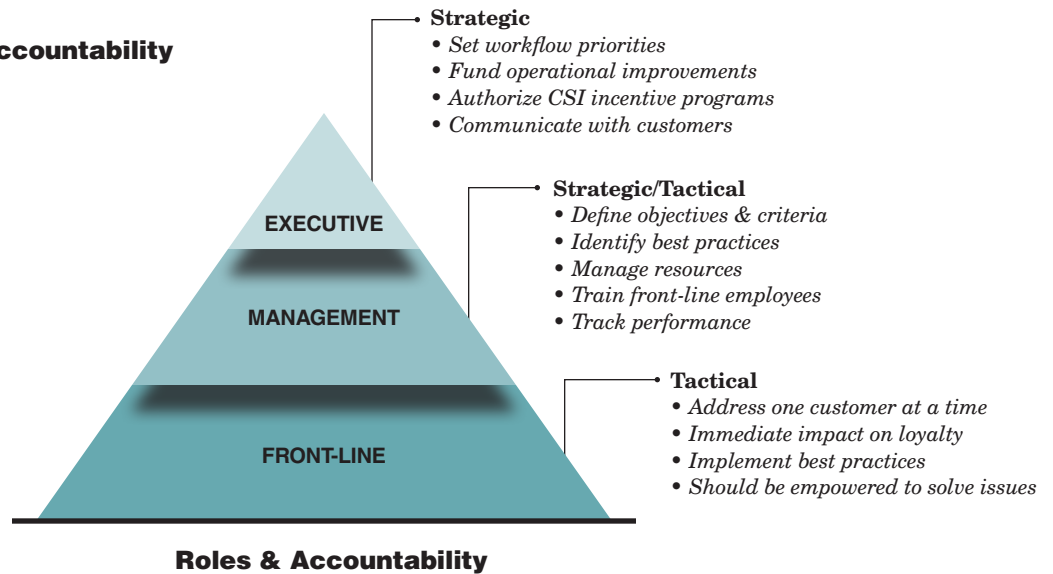 ccountability
Strategic
• Set workflow priorities
• Fund operational improvements
• Authorize CSI incentive programs
• Communicate with customers
EXECUTIVE
Strategic/Tactical
• Define objectives & criteria
• Identify best practices
• Manage resources
• Train front-line employees
• Track performance
MANAGEMENT
Tactical
• Address one customer at a time
• Immediate impact on loyalty
• Implement best practices
• Should be empowered to solve issues
FRONT-LINE
Roles & Accountability